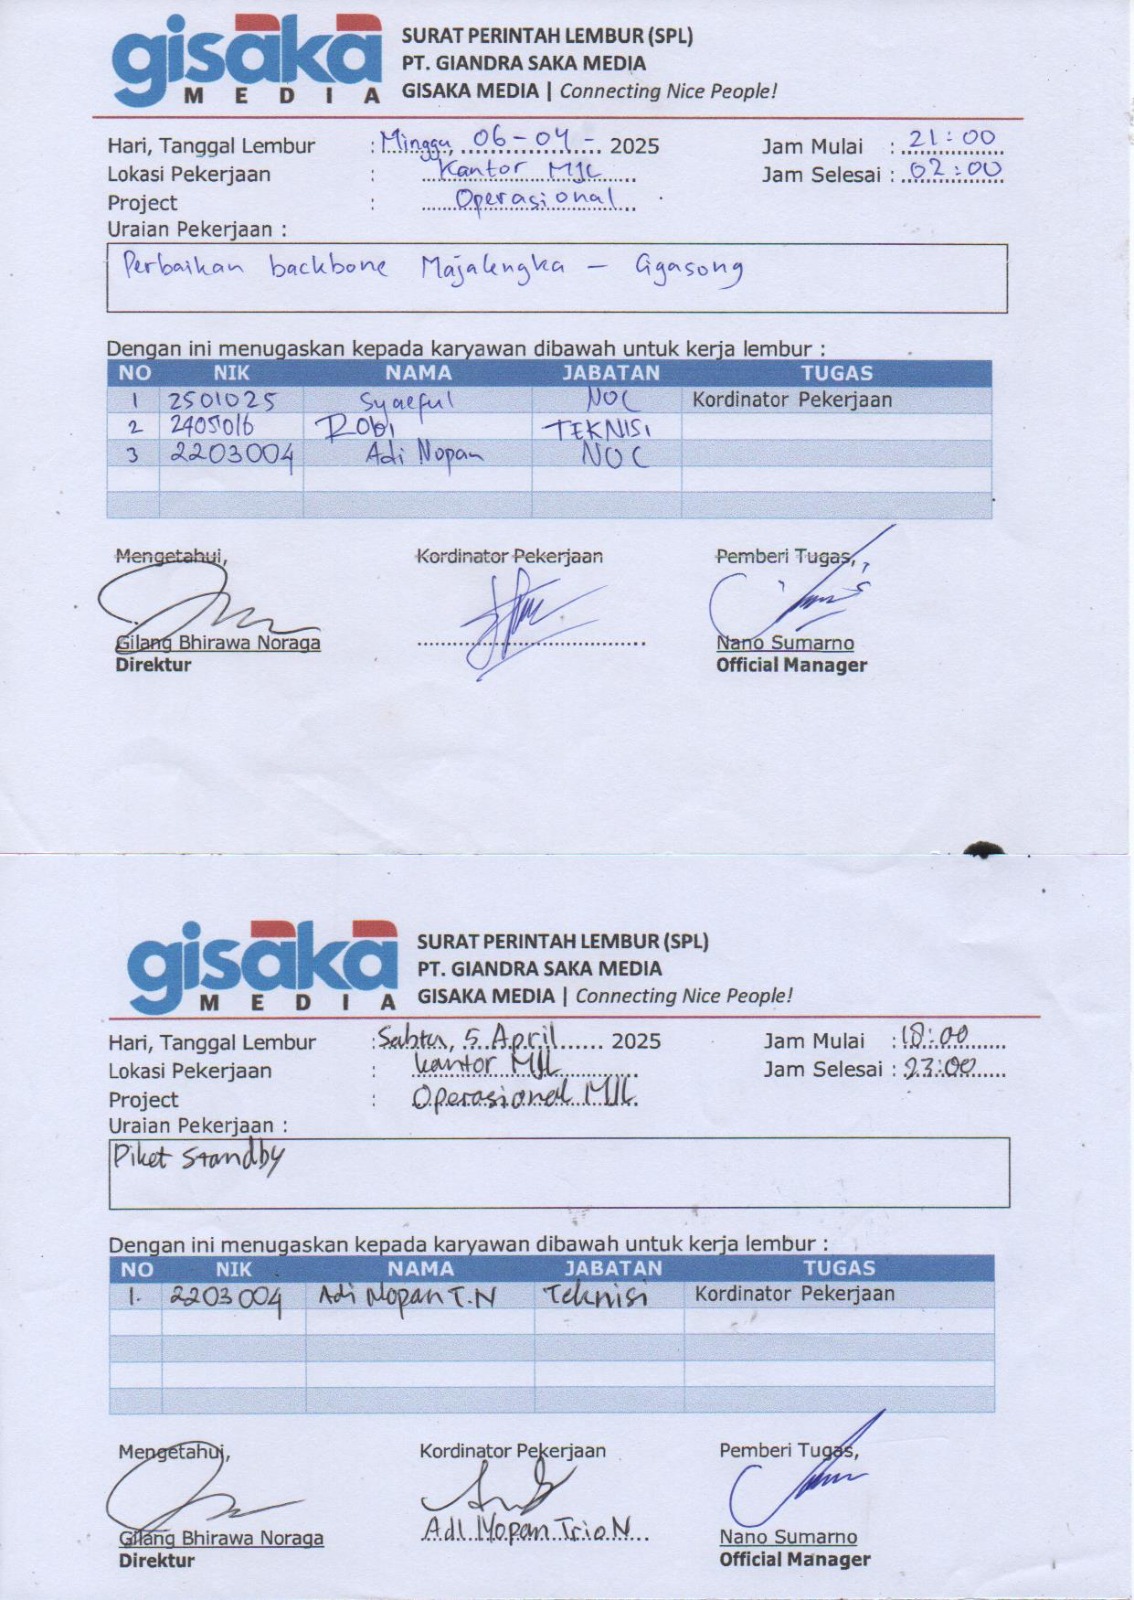 gisaka
MEDIA
SURAT PERINTAH LEMBUR (SPL)
PT. GIANDRA SAKA MEDIA
GISAKA MEDIA | Connecting Nice People!
Hari, Tanggal Lembur : Minggu, 06-04- 2025 Jam Mulai : 21:00
Lokasi Pekerjaan : Kantor MJL Jam Selesai : 02:00
Project : Operasional
Uraian Pekerjaan :
Perbaikan backbone Majalengka - Cigasong
Dengan ini menugaskan kepada karyawan dibawah untuk kerja lembur :
NO NIK NAMA JABATAN TUGAS
1 2501025 Syaeful NOC Kordinator Pekerjaan
2 2405016 Robi TEKNISI
3 2203004 Adi Nopan NOC
Mengetahui, Kordinator Pekerjaan Pemberi Tugas,
Gilang Bhirawa Noraga Nano Sumarno
Direktur Official Manager
gisaka
MEDIA
SURAT PERINTAH LEMBUR (SPL)
PT. GIANDRA SAKA MEDIA
GISAKA MEDIA | Connecting Nice People!
Hari, Tanggal Lembur : Sabtu, 5 April 2025 Jam Mulai : 18:00
Lokasi Pekerjaan : Kantor MJL Jam Selesai : 23:00
Project : Operasional MJL
Uraian Pekerjaan :
Piket Standby
Dengan ini menugaskan kepada karyawan dibawah untuk kerja lembur :
NO NIK NAMA JABATAN TUGAS
1. 2203004 Adi Nopan T.N Teknisi Kordinator Pekerjaan
Mengetahui, Kordinator Pekerjaan Pemberi Tugas,
Gilang Bhirawa Noraga Adi Nopan Trio N Nano Sumarno
Direktur Official Manager